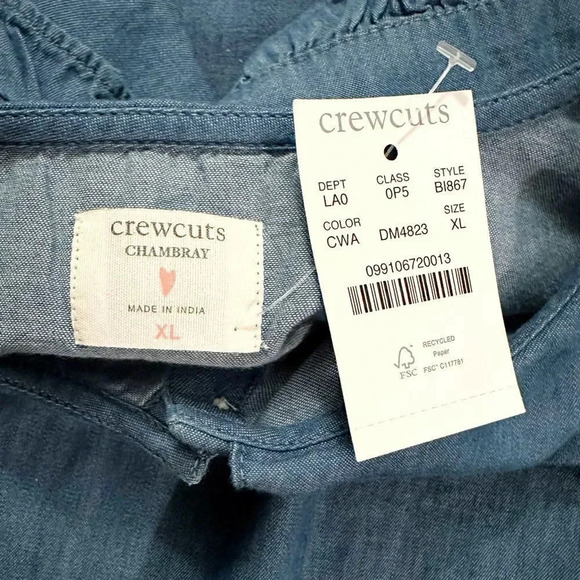 crewcuts
CHAMBRAY
MADE IN INDIA
XL
crewcuts
DEPT CLASS STYLE
LA0 0P5 BI867
COLOR SIZE
CWA DM4823 XL
099106720013
RECYCLED
Paper
FSC
FSC® C117781